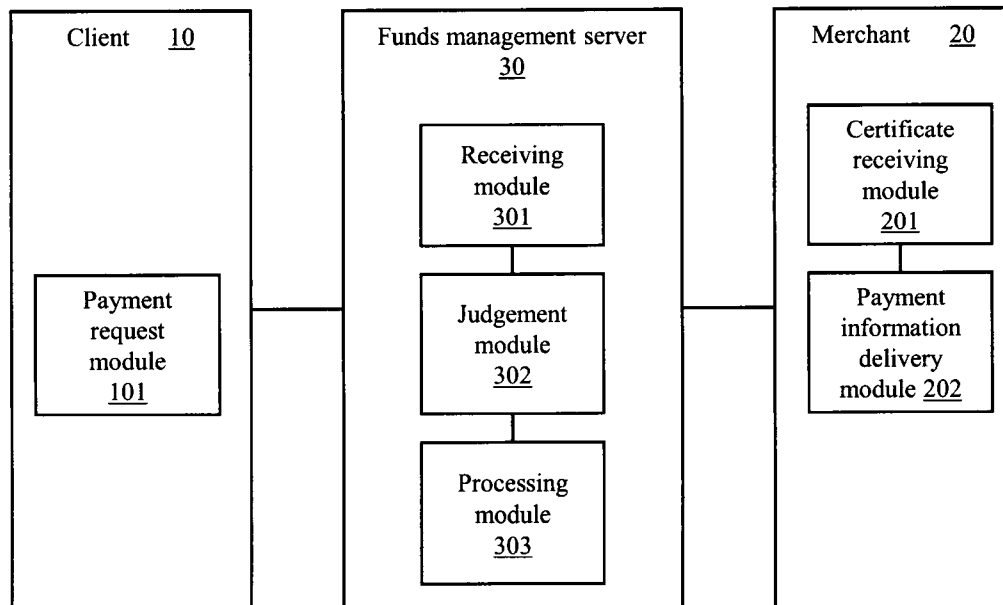 Client 10
Payment
request
module
101
Funds management server
30
Receiving
module
301
Judgement
module
302
Processing
module
303
Merchant 20
Certificate
receiving
module
201
Payment
information
delivery
module 202